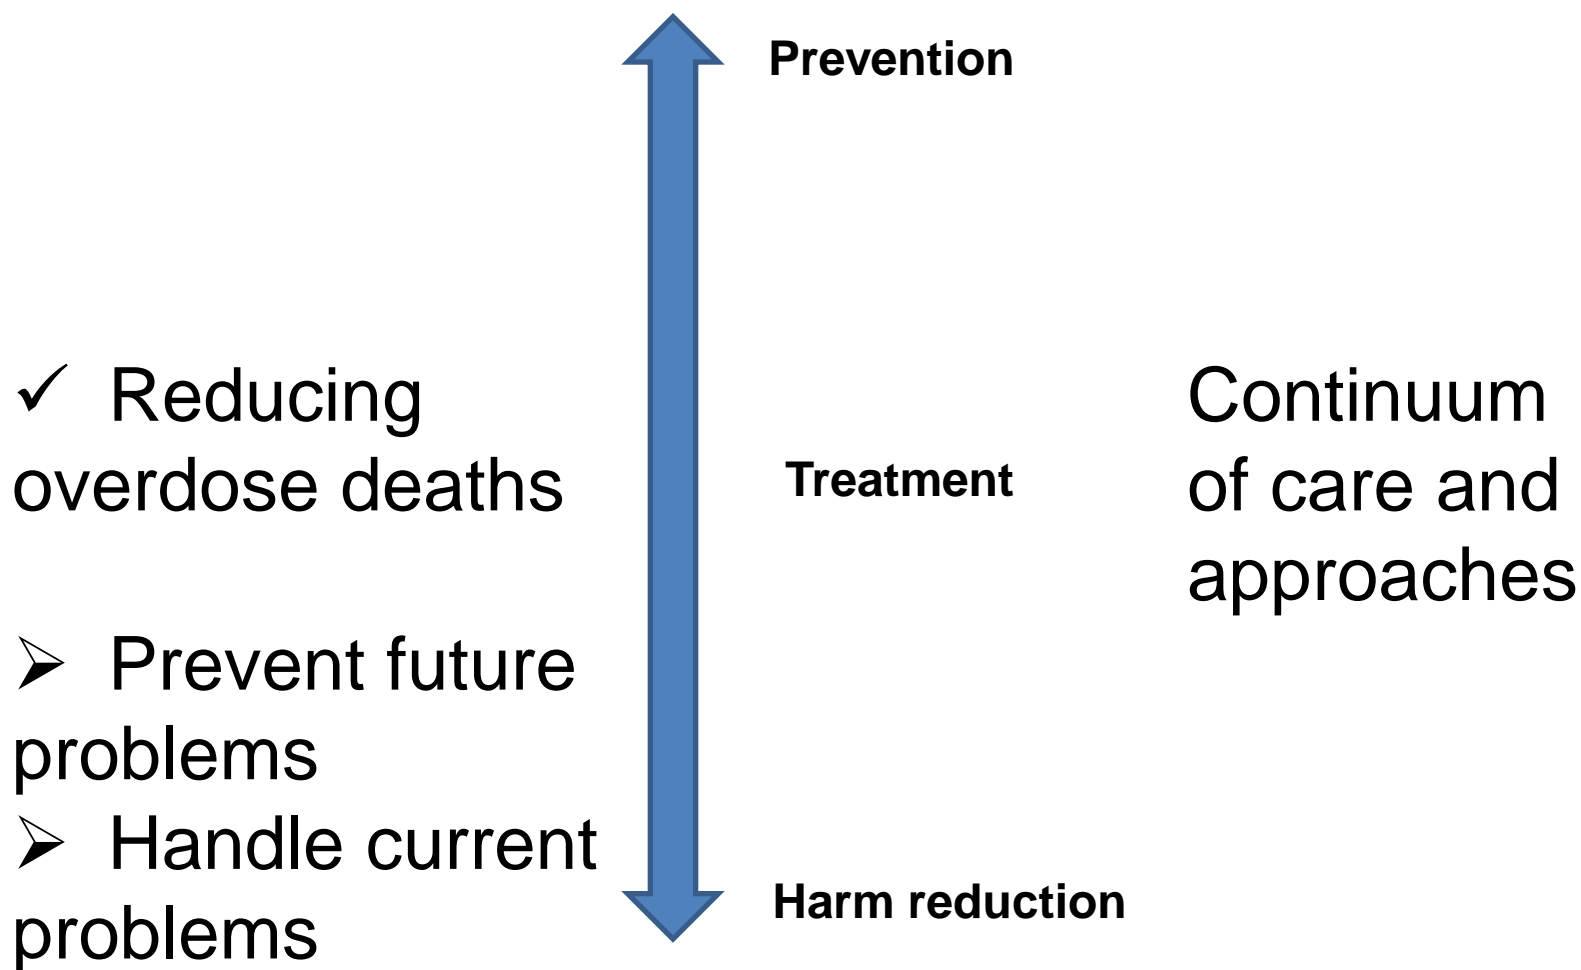 Prevention
✓ Reducing
overdose deaths
➢ Prevent future
problems
➢ Handle current
problems
Treatment
Harm reduction
Continuum
of care and
approaches